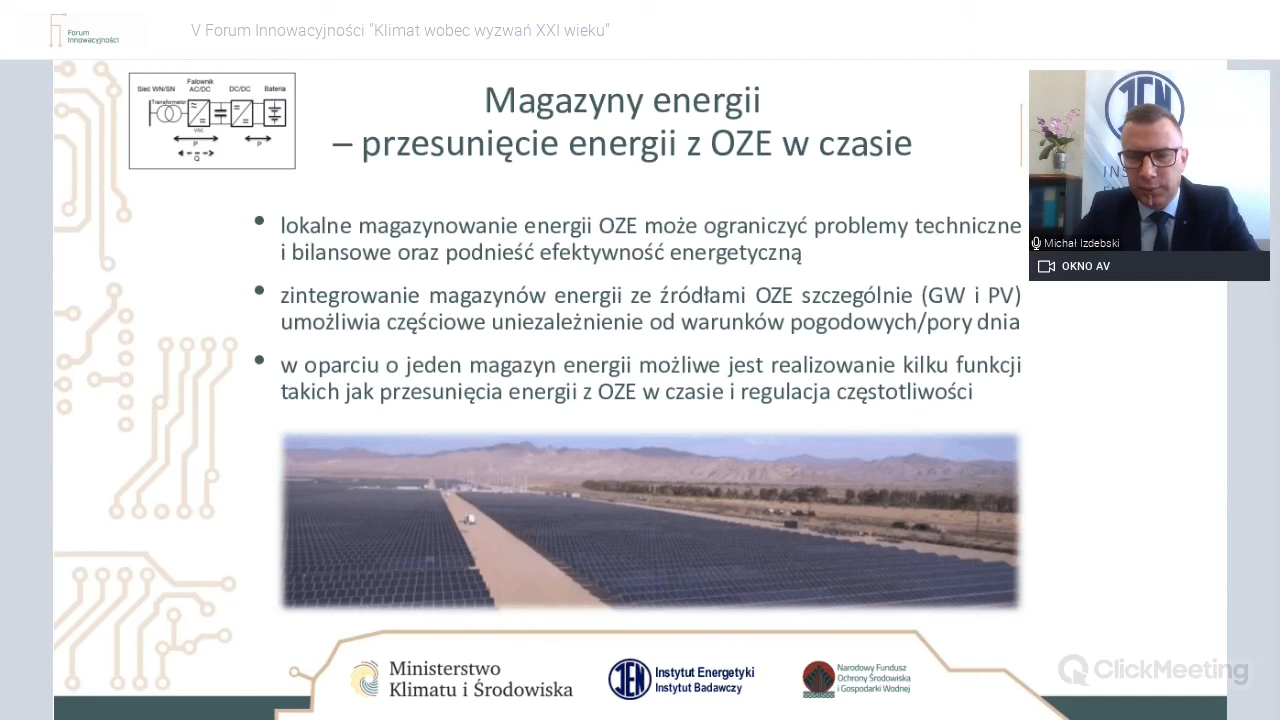 Forum
Innowacyjności
V Forum Innowacyjności "Klimat wobec wyzwań XXI wieku"
Sieć WN/SN
Falownik
AC/DC
DC/DC
Bateria
Transformator
VSC
P
P
Q
Magazyny energii
– przesunięcie energii z OZE w czasie
• lokalne magazynowanie energii OZE może ograniczyć problemy techniczne
i bilansowe oraz podnieść efektywność energetyczną
• zintegrowanie magazynów energii ze źródłami OZE szczególnie (GW i PV)
umożliwia częściowe uniezależnienie od warunków pogodowych/pory dnia
• w oparciu o jeden magazyn energii możliwe jest realizowanie kilku funkcji
takich jak przesunięcia energii z OZE w czasie i regulacja częstotliwości
IEN
INS
Michał Izdebski
OKNO AV
Ministerstwo
Klimatu i Środowiska
IEN
Instytut Energetyki
Instytut Badawczy
Narodowy Fundusz
Ochrony Środowiska
i Gospodarki Wodnej
ClickMeeting